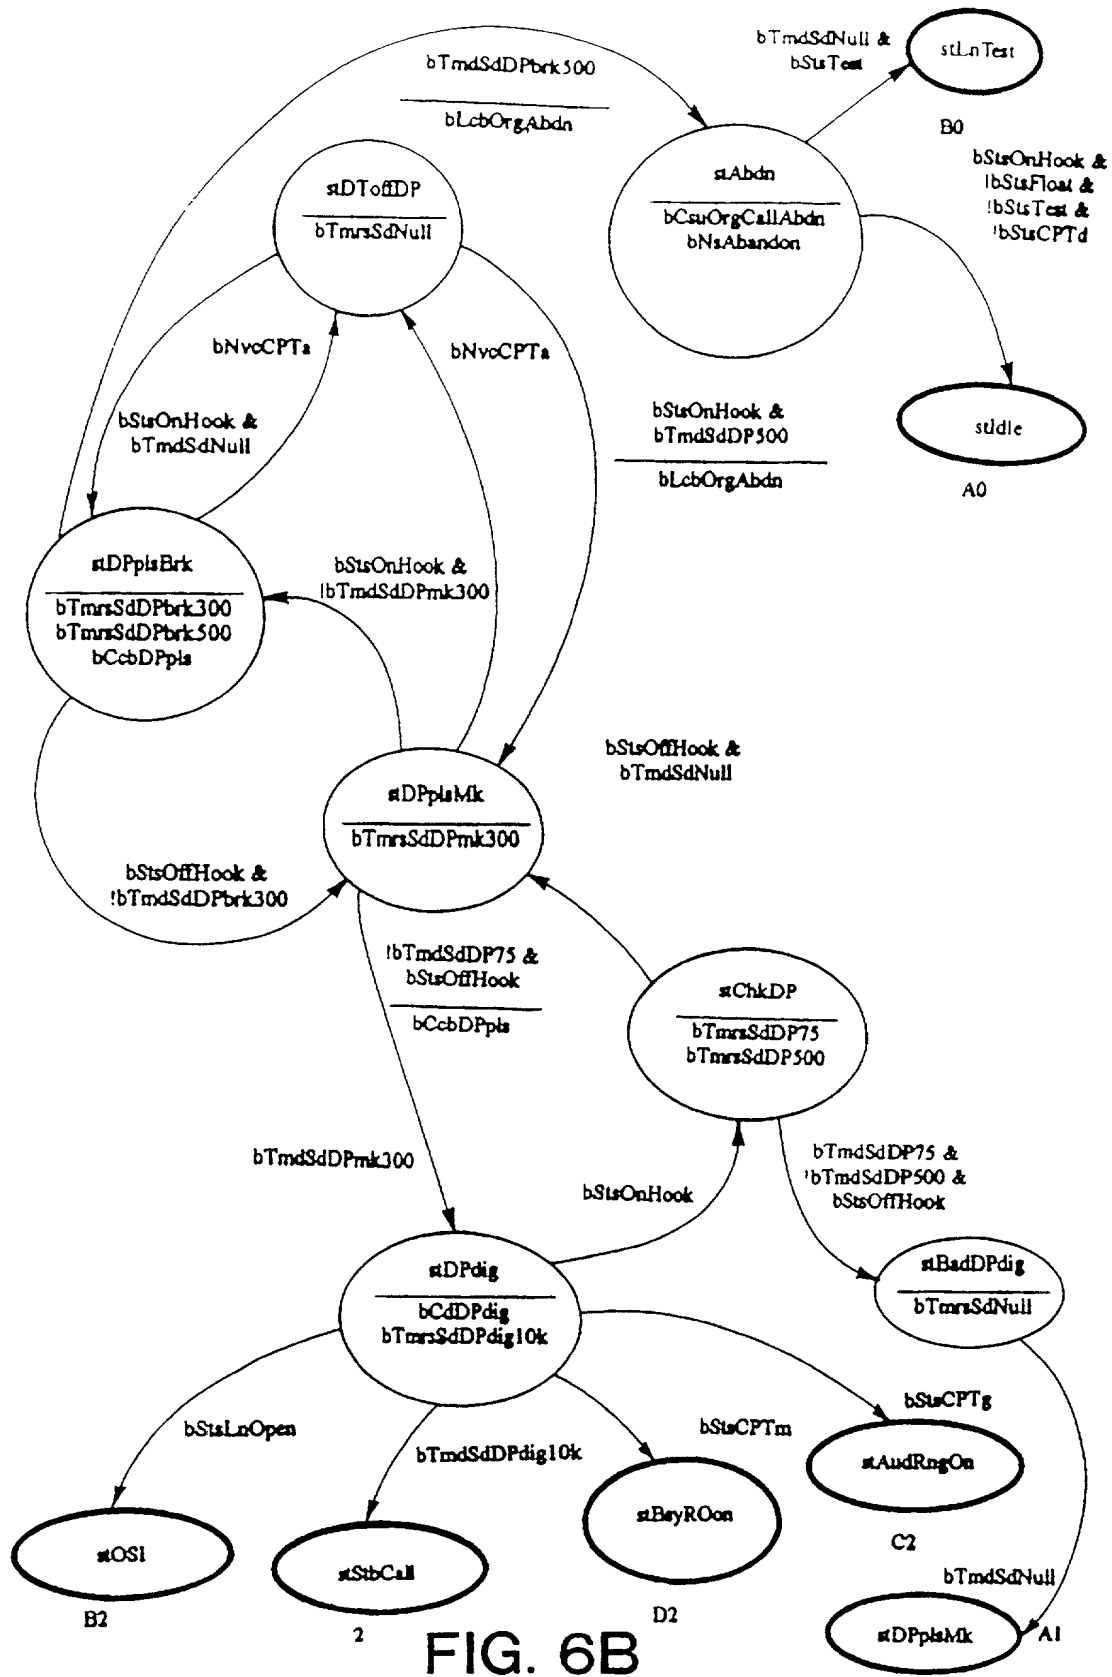 bTmdSdNull &
bStsTest
stLnTest
B0
bTmdSdDPbrk500
bLcbOrgAbdn
stAbdn
bCsuOrgCallAbdn
bNsAbandon
bStsOnHook &
!bStsFloat &
!bStsTest &
!bStsCPTd
stDToffDP
bTmrsSdNull
bNvcCPTa
bNvcCPTa
bStsOnHook &
bTmdSdNull
bStsOnHook &
bTmdSdDP500
bLcbOrgAbdn
stIdle
A0
stDPplsBrk
bTmrsSdDPbrk300
bTmrsSdDPbrk500
bCcbDPpls
bStsOnHook &
!bTmdSdDPmk300
bStsOffHook &
bTmdSdNull
stDPplsMk
bTmrsSdDPmk300
bStsOffHook &
!bTmdSdDPbrk300
!bTmdSdDP75 &
bStsOffHook
bCcbDPpls
stChkDP
bTmrsSdDP75
bTmrsSdDP500
bTmdSdDPmk300
bStsOnHook
bTmdSdDP75 &
!bTmdSdDP500 &
bStsOffHook
stDPdig
bCdDPdig
bTmrsSdDPdig10k
stBadDPdig
bTmrsSdNull
bStsLnOpen
bTmdSdDPdig10k
bStsCPTm
bStsCPTg
stAudRngOn
C2
stOSI
B2
stStbCall
2
stBsyROon
D2
bTmdSdNull
stDPplsMk
A1
FIG. 6B